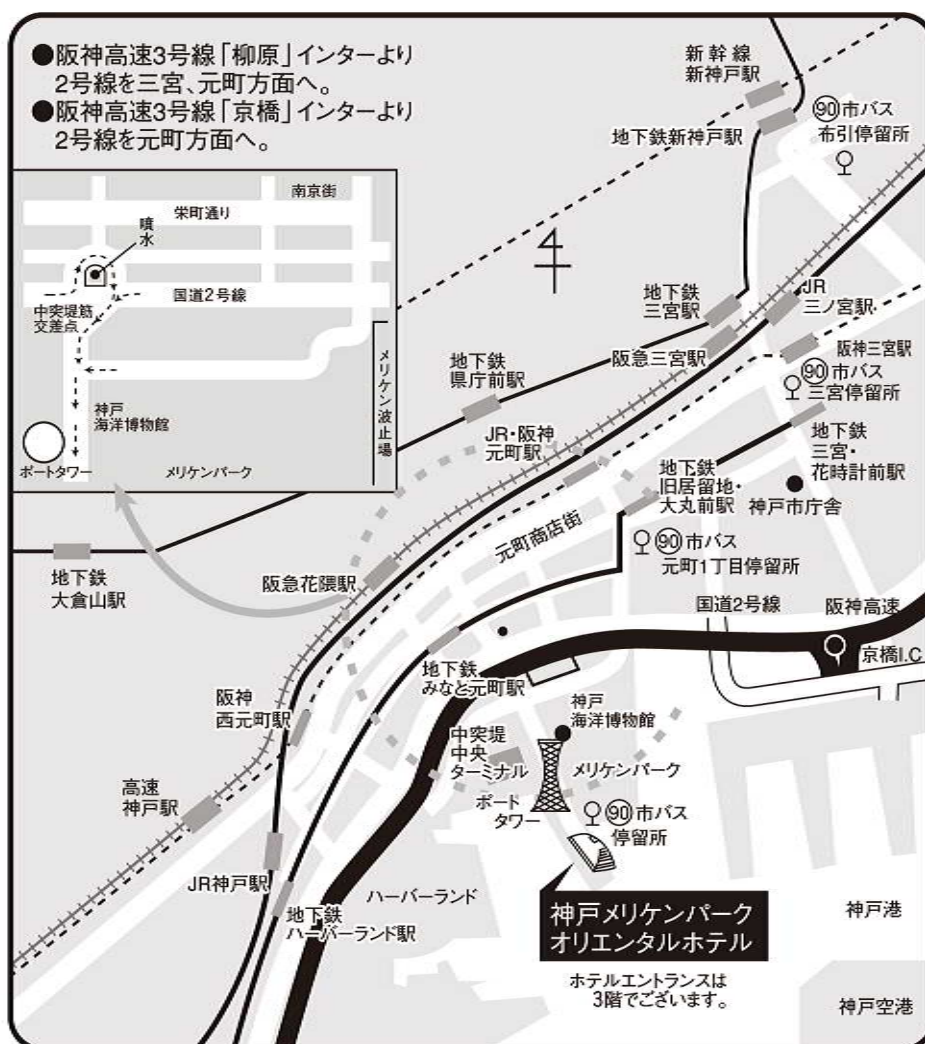 ●阪神高速3号線「柳原」インターより
2号線を三宮、元町方面へ。
●阪神高速3号線「京橋」インターより
2号線を元町方面へ。
南京街
栄町通り
噴
水
国道2号線
中突堤筋
交差点
メリケン波止場
神戸
海洋博物館
ポートタワー
メリケンパーク
新幹線
新神戸駅
地下鉄新神戸駅
90市バス
布引停留所
4
地下鉄
三宮駅
JR
三ノ宮駅
阪急三宮駅
阪神三宮駅
90市バス
三宮停留所
地下鉄
県庁前駅
JR・阪神
元町駅
地下鉄
三宮・
花時計前駅
地下鉄
旧居留地・
大丸前駅
神戸市庁舎
元町商店街
90市バス
元町1丁目停留所
地下鉄
大倉山駅
阪急花隈駅
国道2号線
阪神高速
京橋I.C
地下鉄
みなと元町駅
阪神
西元町駅
神戸
海洋博物館
中突堤
中央
ターミナル
メリケンパーク
高速
神戸駅
ポート
タワー
90市バス
停留所
JR神戸駅
ハーバーランド
地下鉄
ハーバーランド駅
神戸メリケンパーク
オリエンタルホテル
神戸港
ホテルエントランスは
3階でございます。
神戸空港